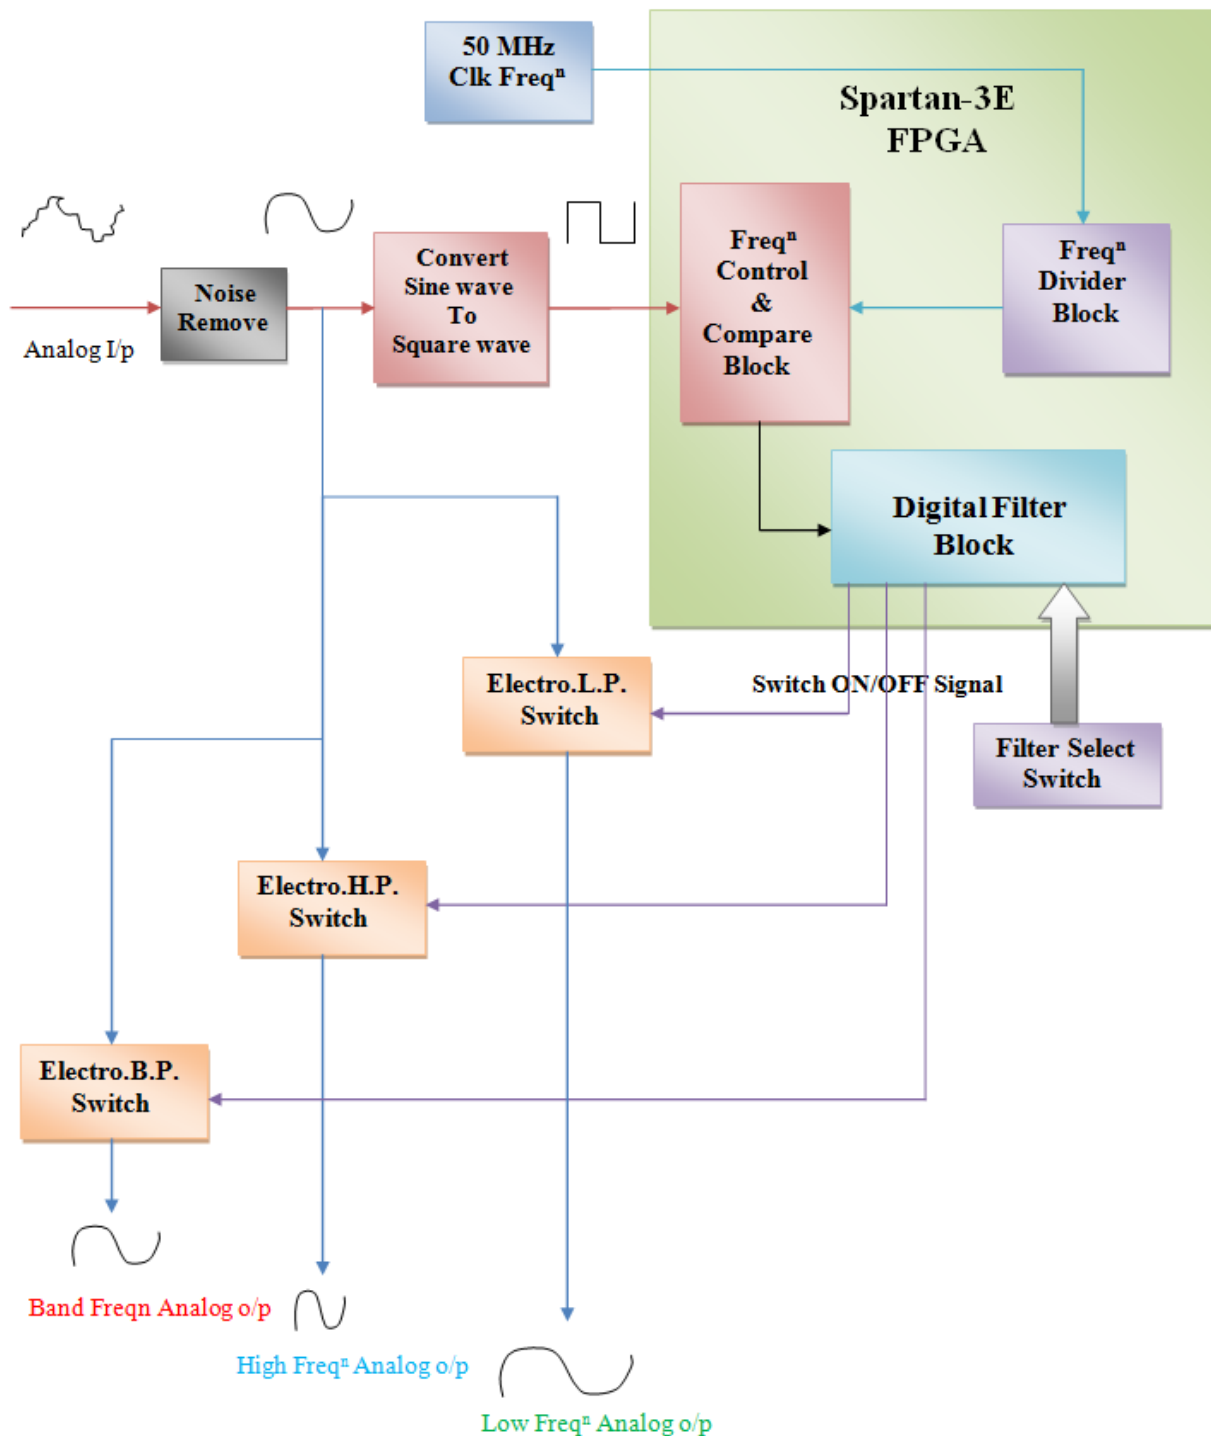 50 MHz
Clk Freqⁿ
Spartan-3E
FPGA
Noise
Remove
Analog I/p
Convert
Sine wave
To
Square wave
Freqⁿ
Control
&
Compare
Block
Freqⁿ
Divider
Block
Digital Filter
Block
Electro.L.P.
Switch
Switch ON/OFF Signal
Filter Select
Switch
Electro.H.P.
Switch
Electro.B.P.
Switch
Band Freqn Analog o/p
High Freqⁿ Analog o/p
Low Freqⁿ Analog o/p